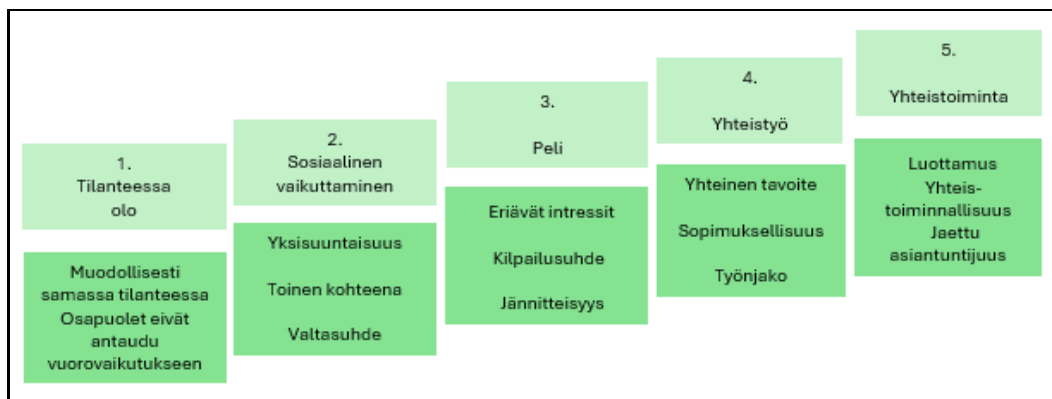 1.
Tilanteessa
olo
Muodollisesti
samassa tilanteessa
Osapuolet eivät
antaudu
vuorovaikutukseen
2.
Sosiaalinen
vaikuttaminen
Yksisuuntaisuus
Toinen kohteena
Valtasuhde
3.
Peli
Eriävät intressit
Kilpailusuhde
Jännitteisyys
4.
Yhteistyö
Yhteinen tavoite
Sopimuksellisuus
Työnjako
5.
Yhteistoiminta
Luottamus
Yhteis-
toiminnallisuus
Jaettu
asiantuntijuus